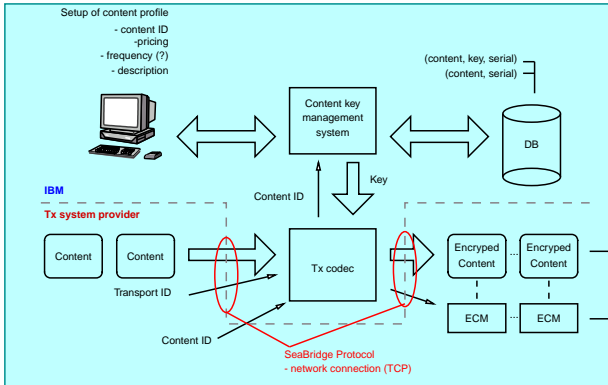 Setup of content profile
- content ID
-pricing
- frequency (?)
- description
(content, key, serial)
(content, serial)
Content key
management
system
DB
Content ID
Key
IBM
Tx system provider
Content
Content
Tx codec
Encryped
Content
...
Encryped
Content
Transport ID
ECM
...
ECM
Content ID
SeaBridge Protocol
- network connection (TCP)